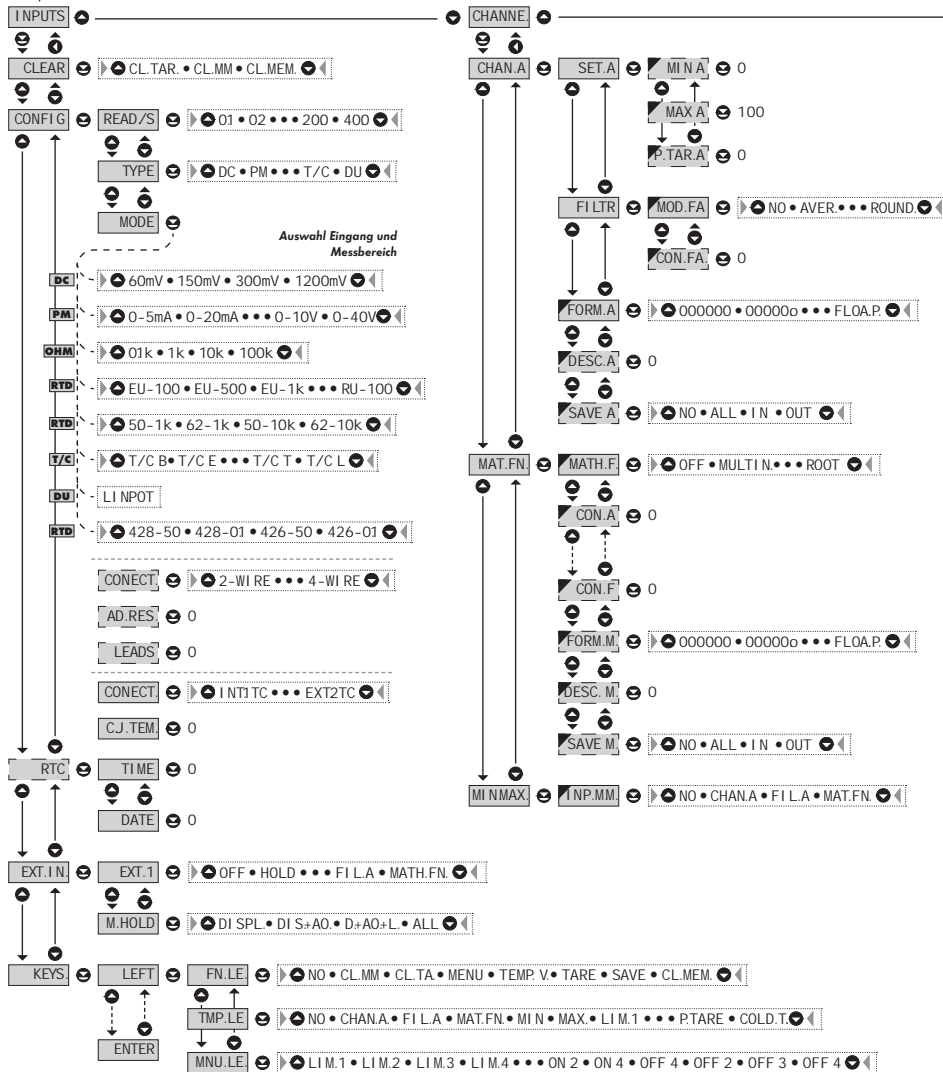 INPUTS
CLEAR
CL.TAR. • CL.MM • CL.MEM.
CONFIG
READ/S
01 • 02 • • • 200 • 400
TYPE
DC • PM • • • T/C • DU
MODE
Auswahl Eingang und
Messbereich
DC
60mV • 150mV • 300mV • 1200mV
PM
0-5mA • 0-20mA • • • 0-10V • 0-40V
OHM
01k • 1k • 10k • 100k
RTD
EU-100 • EU-500 • EU-1k • • • RU-100
RTD
50-1k • 62-1k • 50-10k • 62-10k
T/C
T/C B • T/C E • • • T/C T • T/C L
DU
LINPOT
RTD
428-50 • 428-01 • 426-50 • 426-01
CONECT.
2-WIRE • • • 4-WIRE
AD.RES. 0
LEADS 0
CONECT.
INT1TC • • • EXT2TC
C.J.TEM. 0
RTC
TIME 0
DATE 0
EXT.IN.
EXT.1
OFF • HOLD • • • FIL.A • MATH.FN.
M.HOLD
DISPL. • DIS+AO. • D+AO+L. • ALL
KEYS.
LEFT
FN.LE.
NO • CL.MM • CL.TA. • MENU • TEMP. V. • TARE • SAVE • CL.MEM.
TMP.LE
NO • CHAN.A. • FIL.A • MAT.FN. • MIN • MAX. • LIM.1 • • • P.TARE • COLD.T.
ENTER
MNU.LE.
LIM.1 • LIM.2 • LIM.3 • LIM.4 • • • ON 2 • ON 4 • OFF 4 • OFF 2 • OFF 3 • OFF 4
CHANNE.
CHAN.A
SET.A
MIN A 0
MAX A 100
P.TAR.A 0
FILTR
MOD.FA
NO • AVER. • • • ROUND.
CON.FA. 0
FORM.A
000000 • 00000o • • • FLOA.P.
DESC.A 0
SAVE A
NO • ALL • IN • OUT
MAT.FN.
MATH.F.
OFF • MULTIN. • • • ROOT
CON.A 0
CON.F 0
FORM.M.
000000 • 00000o • • • FLOA.P.
DESC. M. 0
SAVE M.
NO • ALL • IN • OUT
MINMAX.
INP.MM.
NO • CHAN.A • FIL.A • MAT.FN.